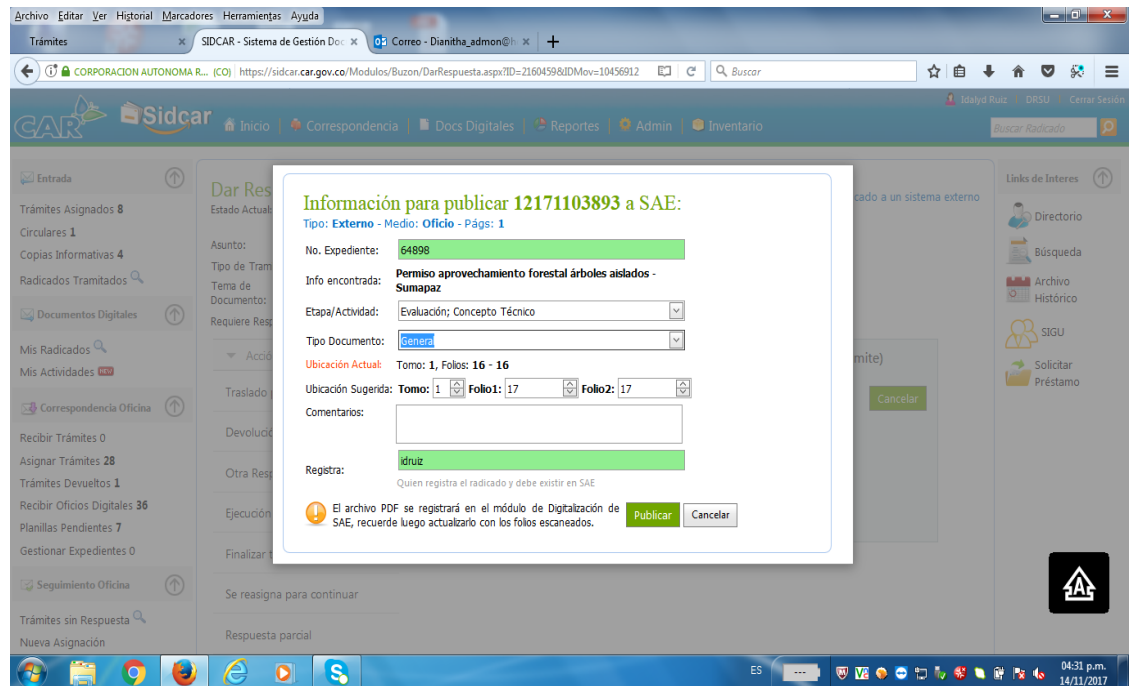 Archivo Editar Ver Historial Marcadores Herramientas Ayuda
Trámites × SIDCAR - Sistema de Gestión Doc × Correo - Dianitha_admon@h × +
CORPORACION AUTONOMA R... (CO) https://sidcar.car.gov.co/Modulos/Buzon/DarRespuesta.aspx?ID=2160459&IDMov=10456912 Buscar
Idalyd Ruiz | DRSU | Cerrar Sesión
CAR Sidcar Inicio | Correspondencia | Docs Digitales | Reportes | Admin | Inventario
Buscar Radicado
Entrada
Trámites Asignados 8
Circulares 1
Copias Informativas 4
Radicados Tramitados
Documentos Digitales
Mis Radicados
Mis Actividades NEW
Correspondencia Oficina
Recibir Trámites 0
Asignar Trámites 28
Trámites Devueltos 1
Recibir Oficios Digitales 36
Planillas Pendientes 7
Gestionar Expedientes 0
Seguimiento Oficina
Trámites sin Respuesta
Nueva Asignación
Dar Res
Estado Actual:
Asunto:
Tipo de Tram
Tema de
Documento:
Requiere Resp
Acció
Traslado
Devolució
Otra Resp
Ejecución
Finalizar t
Se reasigna para continuar
Respuesta parcial
cado a un sistema externo
mite)
Cancelar
Información para publicar 12171103893 a SAE:
Tipo: Externo - Medio: Oficio - Págs: 1
No. Expediente: 64898
Info encontrada: Permiso aprovechamiento forestal árboles aislados -
Sumapaz
Etapa/Actividad: Evaluación; Concepto Técnico
Tipo Documento: General
Ubicación Actual: Tomo: 1, Folios: 16 - 16
Ubicación Sugerida: Tomo: 1 Folio1: 17 Folio2: 17
Comentarios:
Registra: idruiz
Quien registra el radicado y debe existir en SAE
El archivo PDF se registrará en el módulo de Digitalización de
SAE, recuerde luego actualizarlo con los folios escaneados.
Publicar Cancelar
Links de Interes
Directorio
Búsqueda
Archivo
Histórico
SIGU
Solicitar
Préstamo
ES
04:31 p.m.
14/11/2017